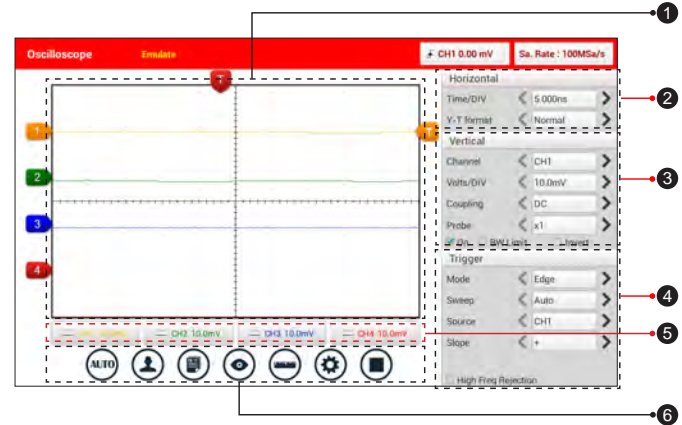 1
Oscilloscope Emulate CH1 0.00 mV Sa. Rate : 100MSa/s
T
Horizontal
Time/DIV 5.000ns
2
Y-T format Normal
1 T
Vertical
Channel CH1
2
Volts/DIV 10.0mV
3
Coupling DC
3
Probe x1
On BW Limit Invert
Trigger
4
Mode Edge
Sweep Auto
4
Source CH1
CH1 10.0mV CH2 10.0mV CH3 10.0mV CH4 10.0mV
5
Slope +
AUTO
High Freq Rejection
6